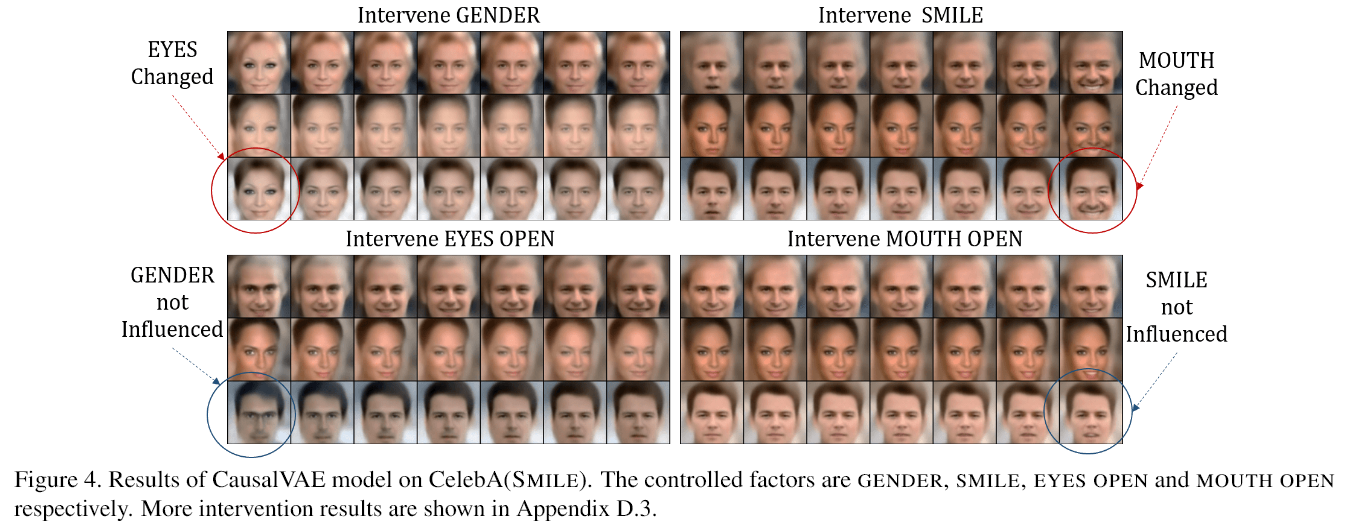 Intervene GENDER
Intervene SMILE
EYES
Changed
MOUTH
Changed
Intervene EYES OPEN
Intervene MOUTH OPEN
GENDER
not
Influenced
SMILE
not
Influenced
Figure 4. Results of CausalVAE model on CelebA(SMILE). The controlled factors are GENDER, SMILE, EYES OPEN and MOUTH OPEN
respectively. More intervention results are shown in Appendix D.3.